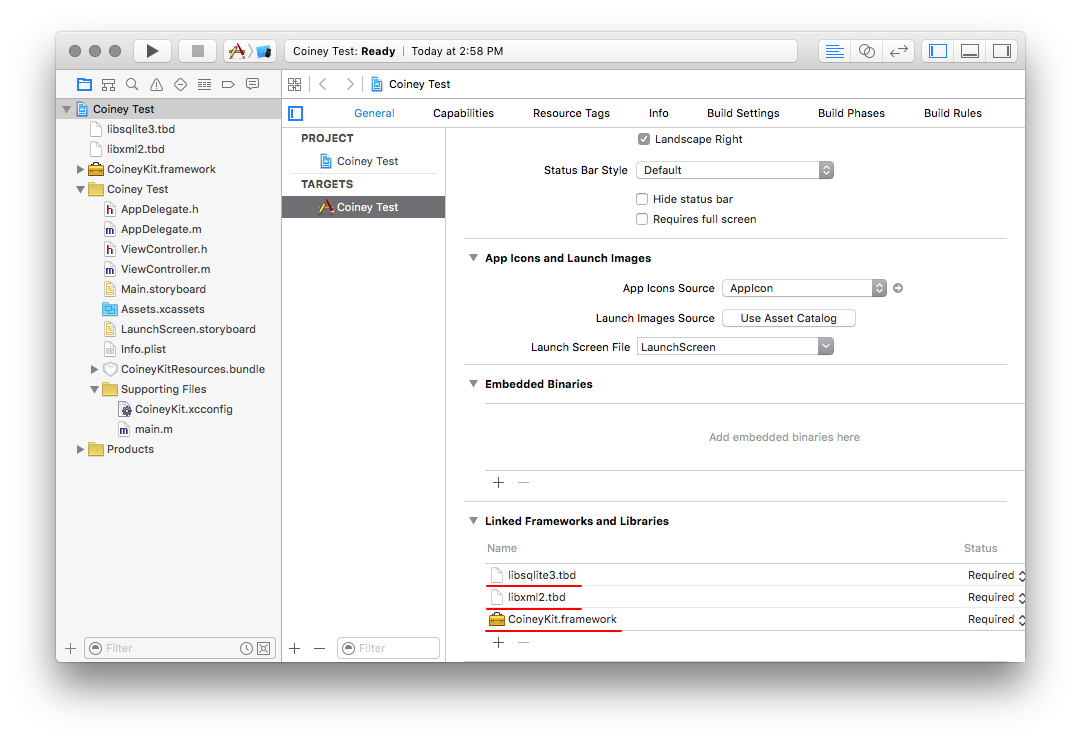 Coiney Test: Ready | Today at 2:58 PM
Coiney Test
General Capabilities Resource Tags Info Build Settings Build Phases Build Rules
Coiney Test
libsqlite3.tbd
libxml2.tbd
CoineyKit.framework
Coiney Test
AppDelegate.h
AppDelegate.m
ViewController.h
ViewController.m
Main.storyboard
Assets.xcassets
LaunchScreen.storyboard
Info.plist
CoineyKitResources.bundle
Supporting Files
CoineyKit.xcconfig
main.m
Products
Filter
PROJECT
Coiney Test
TARGETS
Coiney Test
Filter
Landscape Right
Status Bar Style Default
Hide status bar
Requires full screen
App Icons and Launch Images
App Icons Source AppIcon
Launch Images Source Use Asset Catalog
Launch Screen File LaunchScreen
Embedded Binaries
Add embedded binaries here
Linked Frameworks and Libraries
Name Status
libsqlite3.tbd Required
libxml2.tbd Required
CoineyKit.framework Required